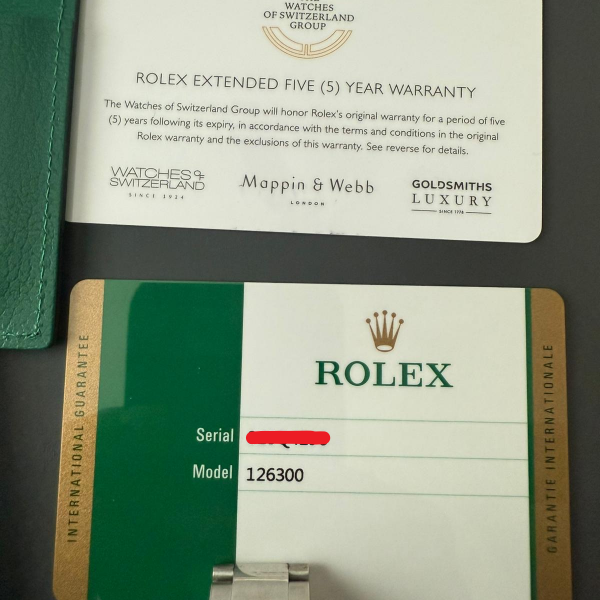 WATCHES
OF SWITZERLAND
GROUP
ROLEX EXTENDED FIVE (5) YEAR WARRANTY
The Watches of Switzerland Group will honor Rolex's original warranty for a period of five
(5) years following its expiry, in accordance with the terms and conditions in the original
Rolex warranty and the exclusions of this warranty. See reverse for details.
WATCHES OF
SWITZERLAND
SINCE 1924
Mappin & Webb
LONDON
GOLDSMITHS
LUXURY
SINCE 1778
INTERNATIONAL GUARANTEE
ROLEX
Serial
Model 126300
GARANTIE INTERNATIONALE